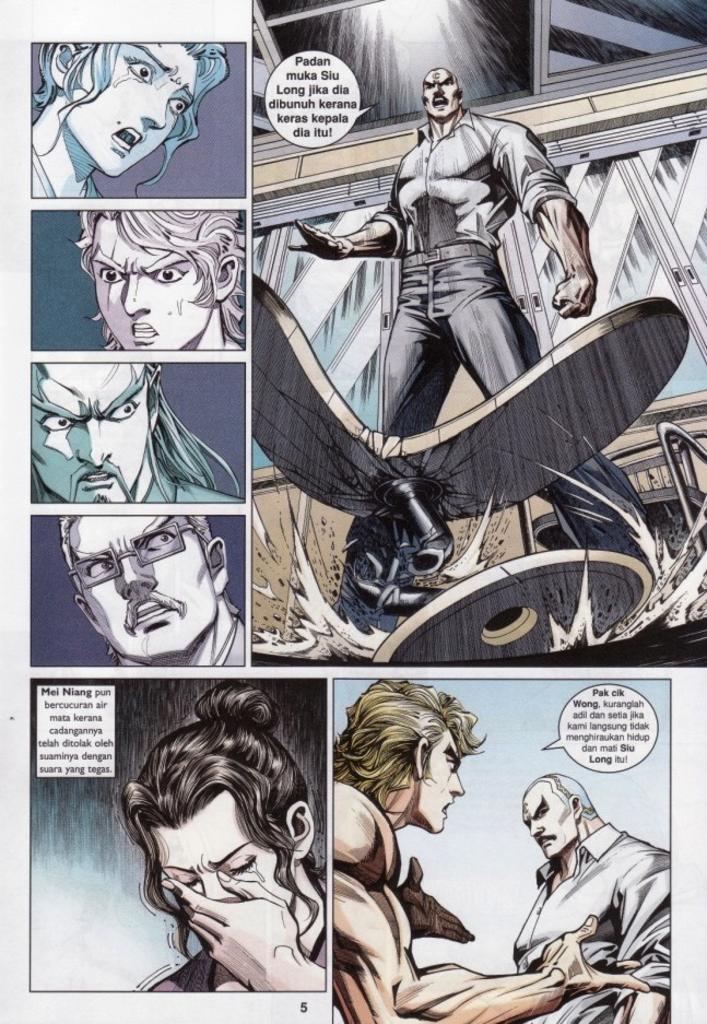 Padan
muka Siu
Long jika dia
dibunuh kerana
keras kepala
dia itu!
Mei Niang pun
bercucuran air
mata kerana
cadangannya
telah ditolak oleh
suaminya dengan
suara yang tegas.
Pak cik
Wong, kuranglah
adil dan setia jika
kami langsung tidak
menghiraukan hidup
dan mati Siu
Long itu!
5